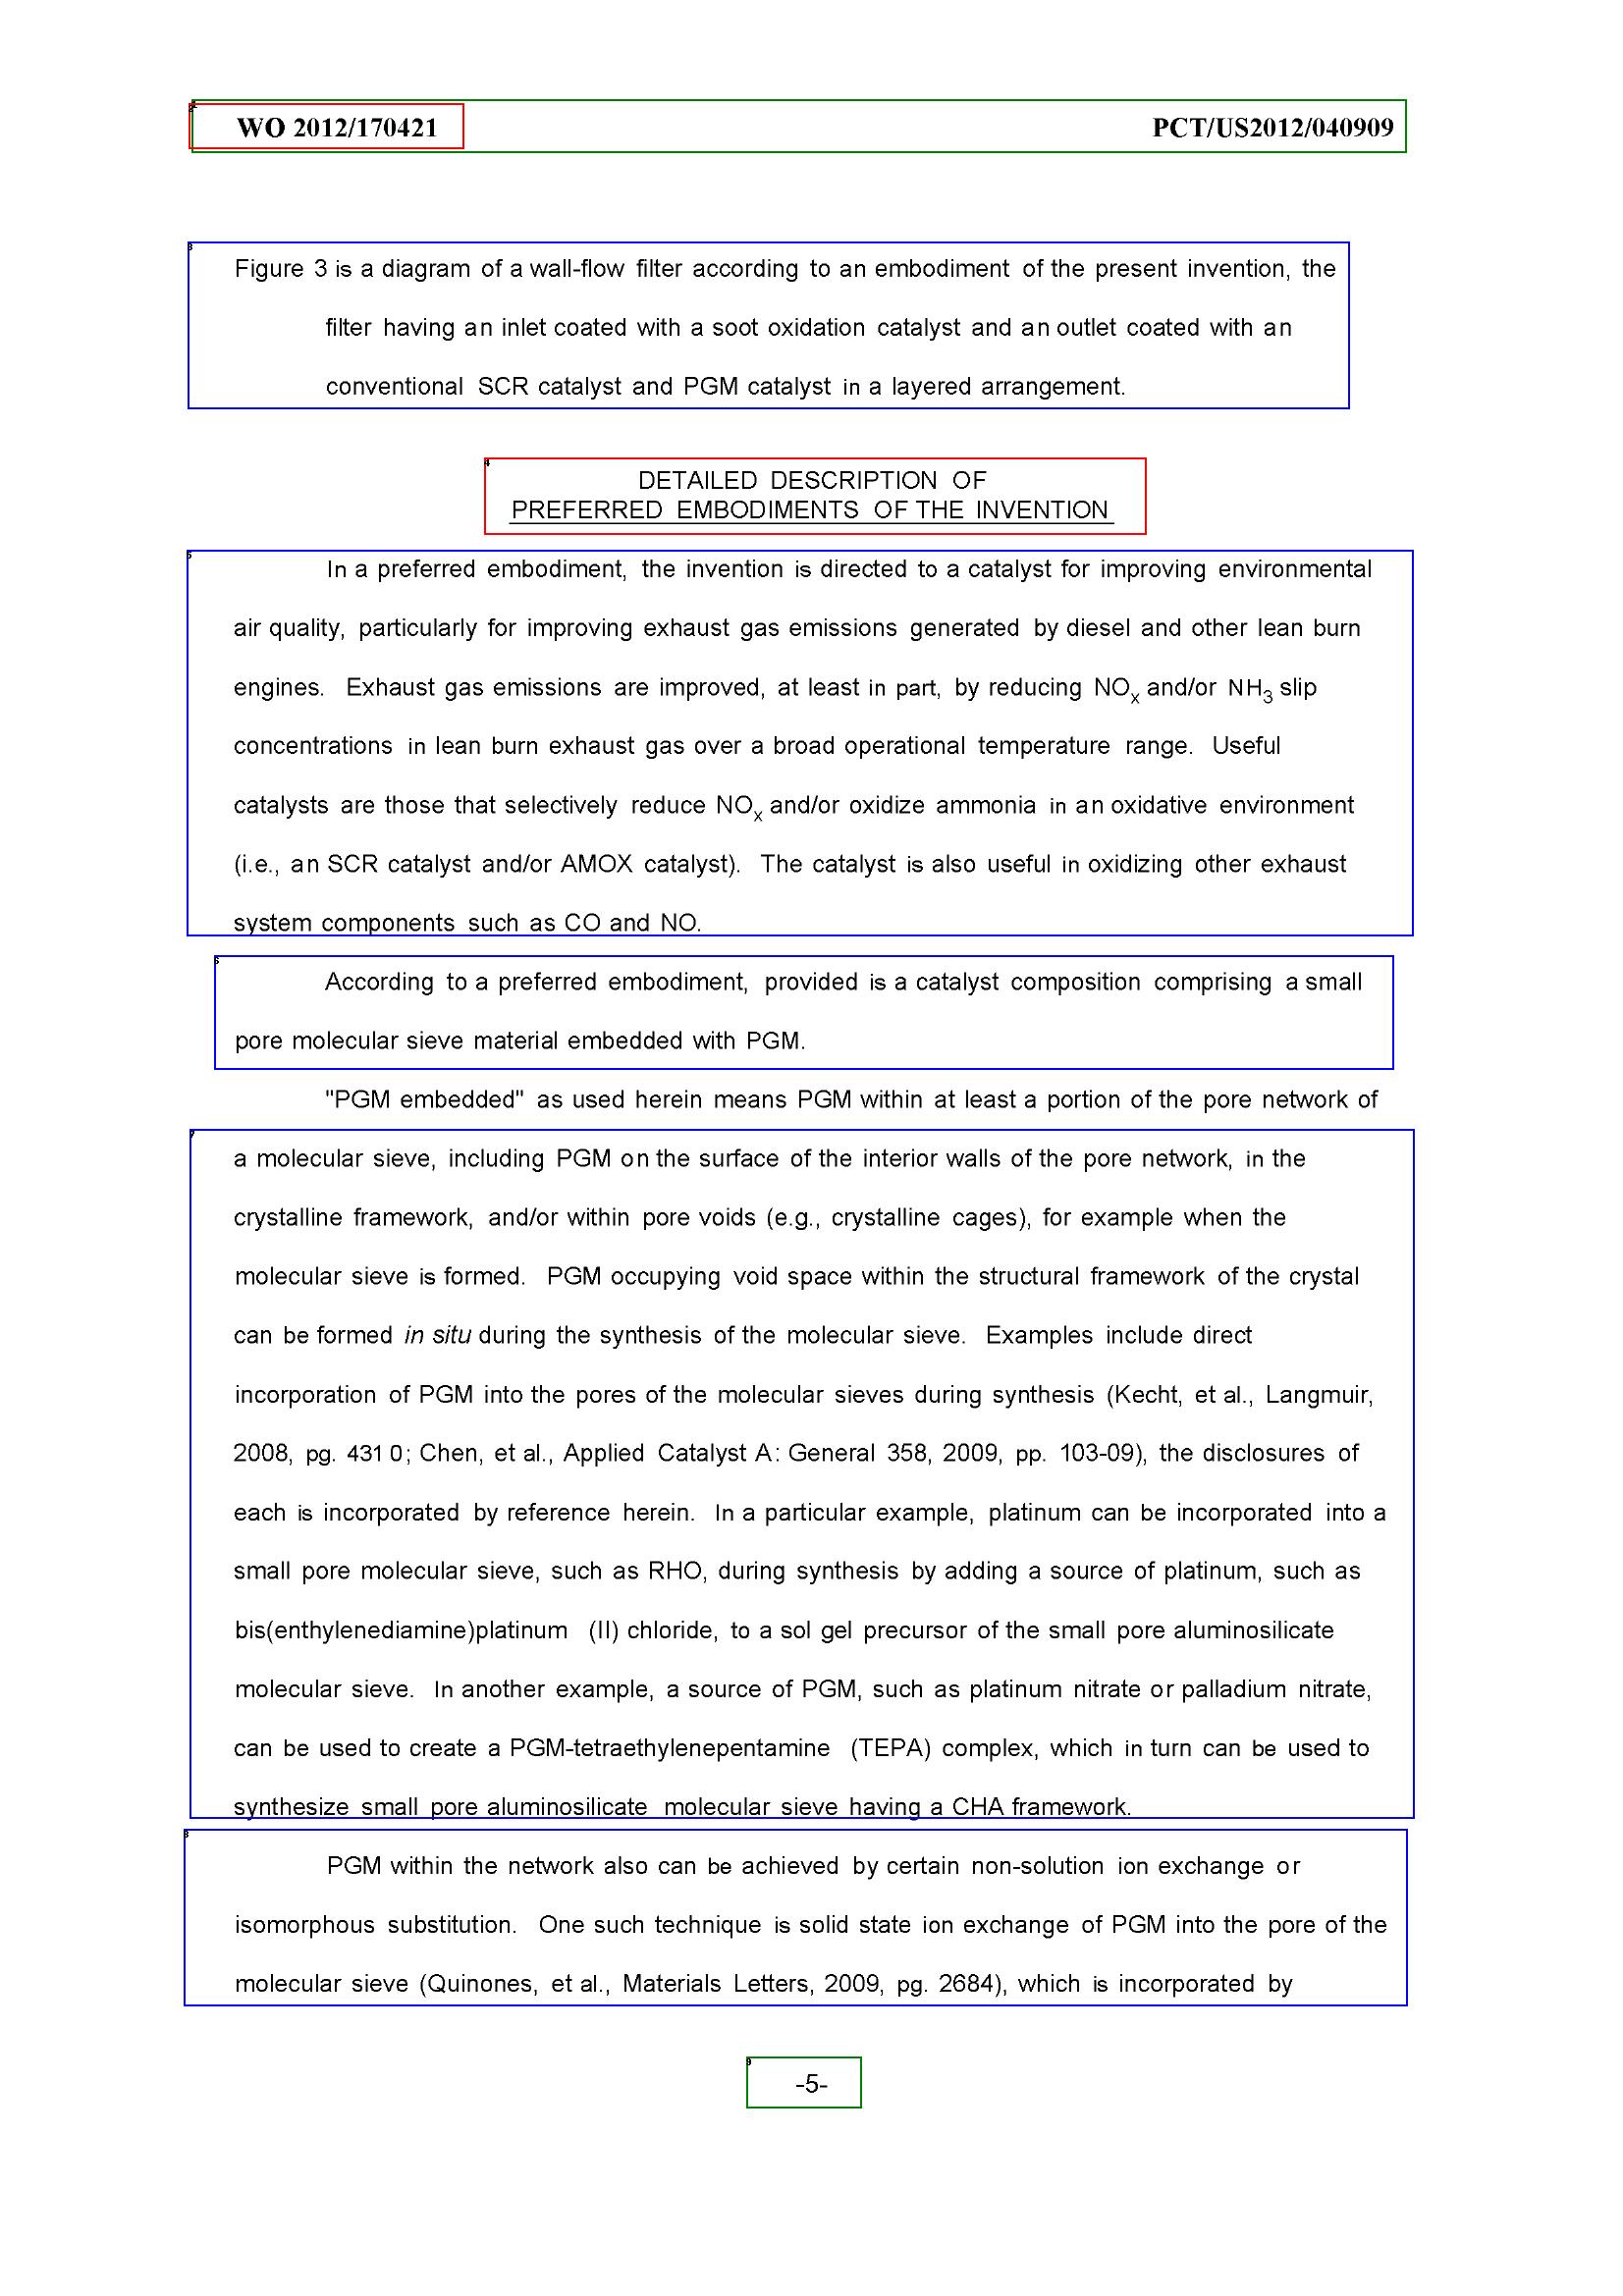 WO 2012/170421 PCT/US2012/040909
Figure 3 is a diagram of a wall-flow filter according to an embodiment of the present invention, the
filter having an inlet coated with a soot oxidation catalyst and an outlet coated with an
conventional SCR catalyst and PGM catalyst in a layered arrangement.
DETAILED DESCRIPTION OF
PREFERRED EMBODIMENTS OF THE INVENTION
In a preferred embodiment, the invention is directed to a catalyst for improving environmental
air quality, particularly for improving exhaust gas emissions generated by diesel and other lean burn
engines. Exhaust gas emissions are improved, at least in part, by reducing NOx and/or NH3 slip
concentrations in lean burn exhaust gas over a broad operational temperature range. Useful
catalysts are those that selectively reduce NOx and/or oxidize ammonia in an oxidative environment
(i.e., an SCR catalyst and/or AMOX catalyst). The catalyst is also useful in oxidizing other exhaust
system components such as CO and NO.
According to a preferred embodiment, provided is a catalyst composition comprising a small
pore molecular sieve material embedded with PGM.
"PGM embedded" as used herein means PGM within at least a portion of the pore network of
a molecular sieve, including PGM on the surface of the interior walls of the pore network, in the
crystalline framework, and/or within pore voids (e.g., crystalline cages), for example when the
molecular sieve is formed. PGM occupying void space within the structural framework of the crystal
can be formed in situ during the synthesis of the molecular sieve. Examples include direct
incorporation of PGM into the pores of the molecular sieves during synthesis (Kecht, et al., Langmuir,
2008, pg. 431 0; Chen, et al., Applied Catalyst A: General 358, 2009, pp. 103-09), the disclosures of
each is incorporated by reference herein. In a particular example, platinum can be incorporated into a
small pore molecular sieve, such as RHO, during synthesis by adding a source of platinum, such as
bis(enthylenediamine)platinum (II) chloride, to a sol gel precursor of the small pore aluminosilicate
molecular sieve. In another example, a source of PGM, such as platinum nitrate or palladium nitrate,
can be used to create a PGM-tetraethylenepentamine (TEPA) complex, which in turn can be used to
synthesize small pore aluminosilicate molecular sieve having a CHA framework.
PGM within the network also can be achieved by certain non-solution ion exchange or
isomorphous substitution. One such technique is solid state ion exchange of PGM into the pore of the
molecular sieve (Quinones, et al., Materials Letters, 2009, pg. 2684), which is incorporated by
-5-